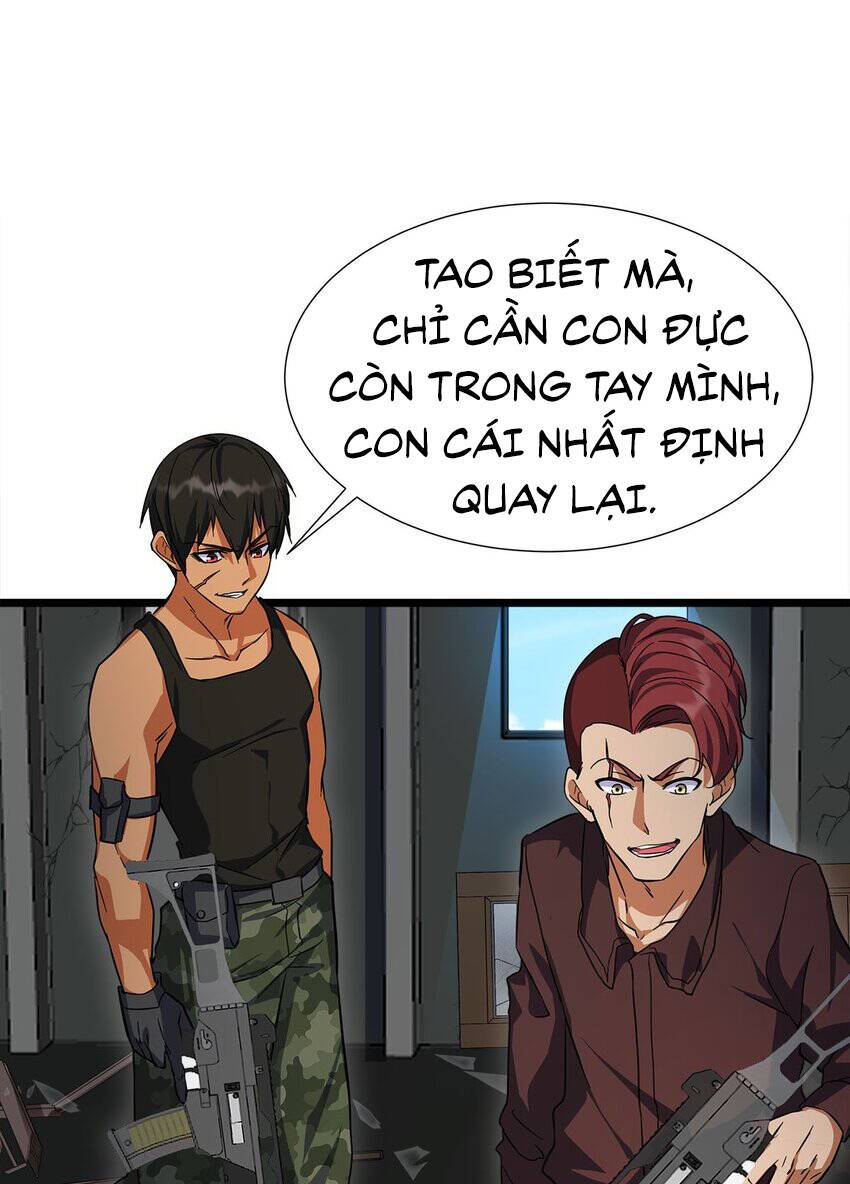 TAO BIẾT MÀ,
CHỈ CẦN CON ĐỰC
CÒN TRONG TAY MÌNH,
CON CÁI NHẤT ĐỊNH
QUAY LẠI.